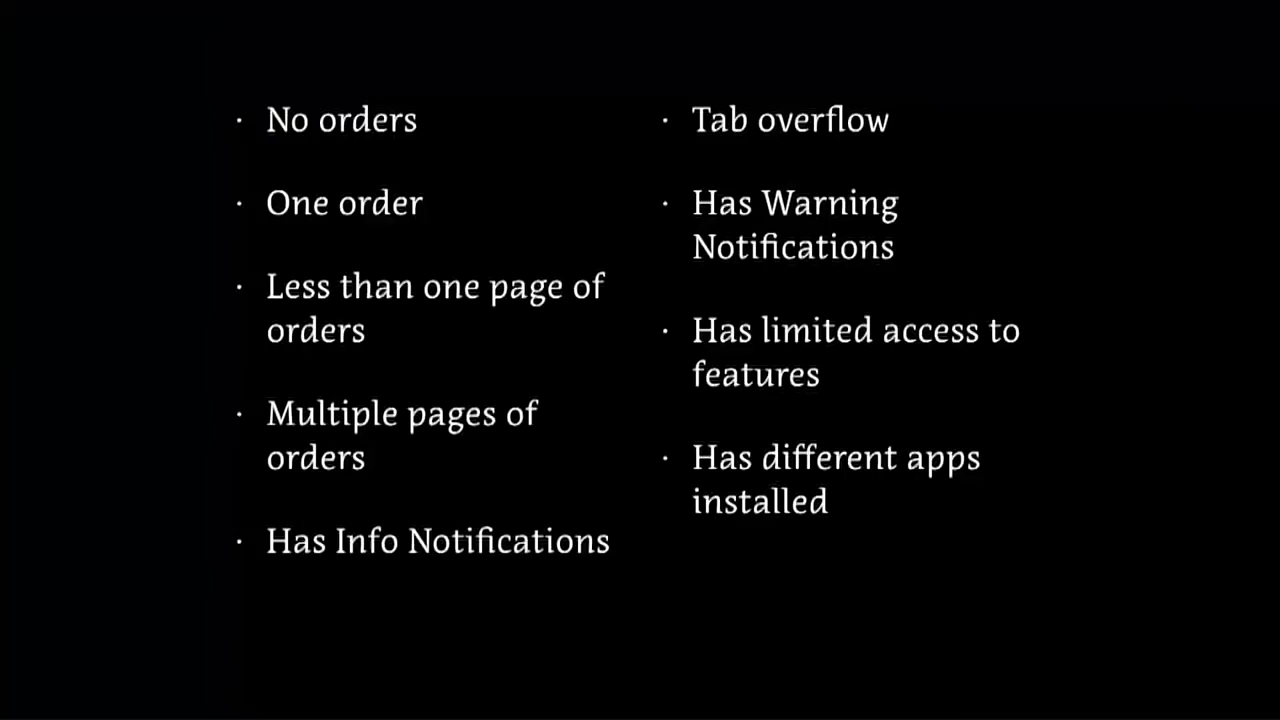 · No orders
· One order
· Less than one page of
orders
· Multiple pages of
orders
· Has Info Notifications
· Tab overflow
· Has Warning
Notifications
· Has limited access to
features
· Has different apps
installed